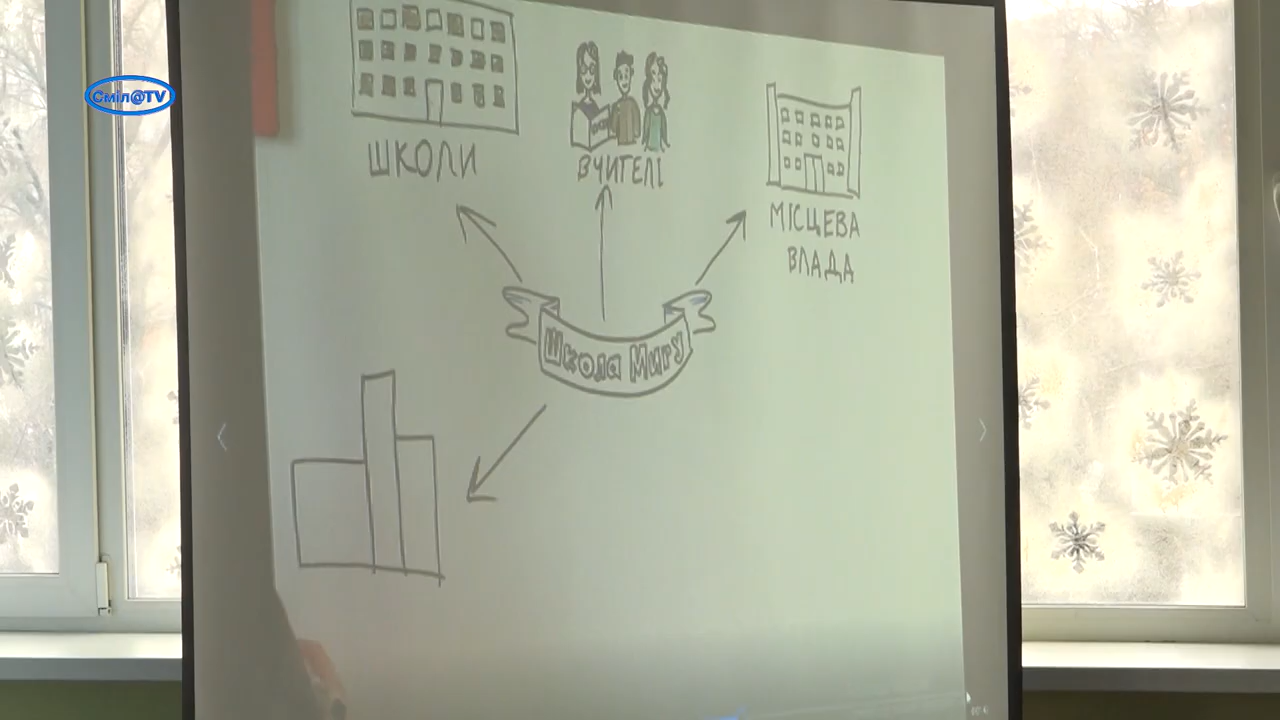 Сміл@TV
ШКОЛИ
ВЧИТЕЛІ
МІСЦЕВА
ВЛАДА
Школа Миру